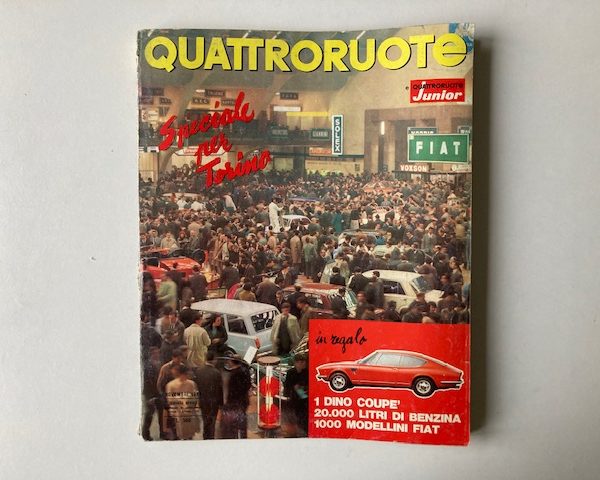 QUATTRORUOTE
e QUATTRORUOTE
Junior
Speciale
per
Torino
SOLEX
FIAT
VOXSON
in regalo
1 DINO COUPE'
20.000 LITRI DI BENZINA
1000 MODELLINI FIAT